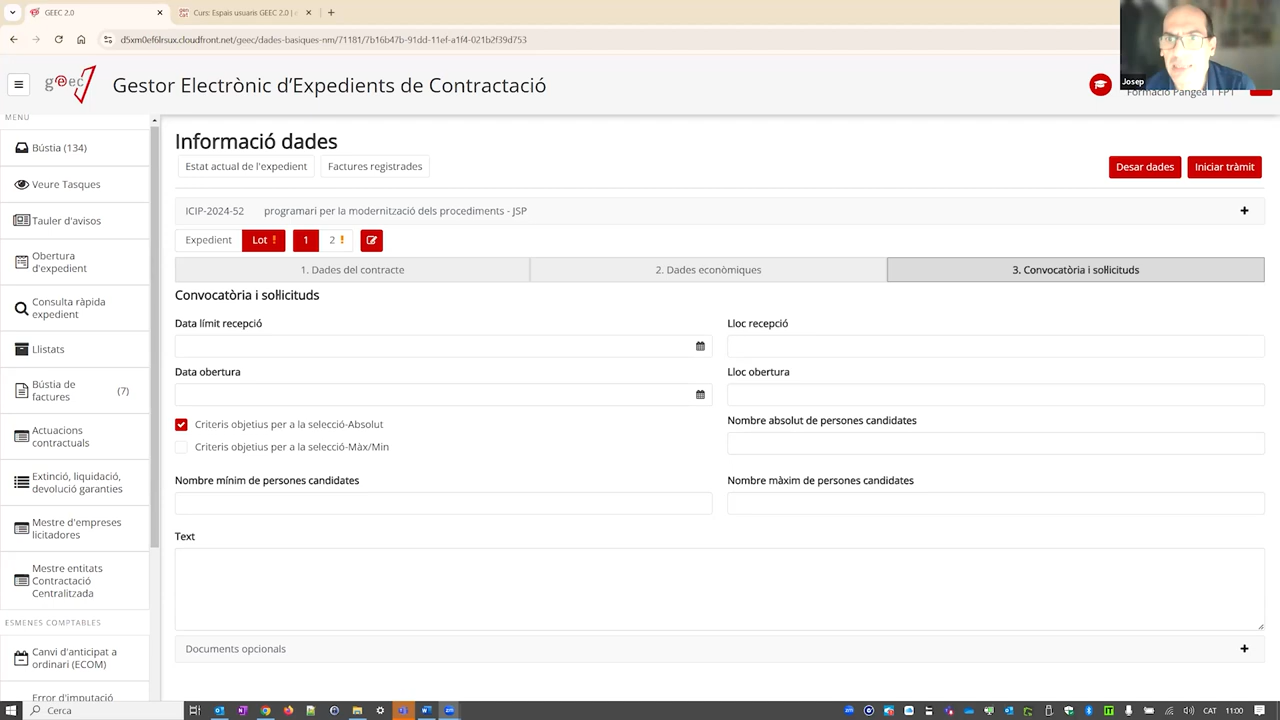 GEEC 2.0
Curs: Espais usuaris GEEC 2.0 | c
d5xm0ef6lrsux.cloudfront.net/geec/dades-basiques-nm/71181/7b16b47b-91dd-11ef-a1f4-021b2f39d753
Josep
geec Gestor Electrònic d'Expedients de Contractació
Formació Pangea 1 FP1
MENÚ
Bústia (134)
Veure Tasques
Tauler d'avisos
Obertura
d'expedient
Consulta ràpida
expedient
Llistats
Bústia de
factures (7)
Actuacions
contractuals
Extinció, liquidació,
devolució garanties
Mestre d'empreses
licitadores
Mestre entitats
Contractació
Centralitzada
ESMENES COMPTABLES
Canvi d'anticipat a
ordinari (ECOM)
Error d'imputació
Informació dades
Estat actual de l'expedient Factures registrades
Desar dades Iniciar tràmit
ICIP-2024-52 programari per la modernització dels procediments - JSP +
Expedient Lot ! 1 2 !
1. Dades del contracte 2. Dades econòmiques 3. Convocatòria i sol·licituds
Convocatòria i sol·licituds
Data límit recepció Lloc recepció
Data obertura Lloc obertura
Criteris objetius per a la selecció-Absolut Nombre absolut de persones candidates
Criteris objetius per a la selecció-Màx/Min
Nombre mínim de persones candidates Nombre màxim de persones candidates
Text
Documents opcionals +
Cerca
CAT 11:00